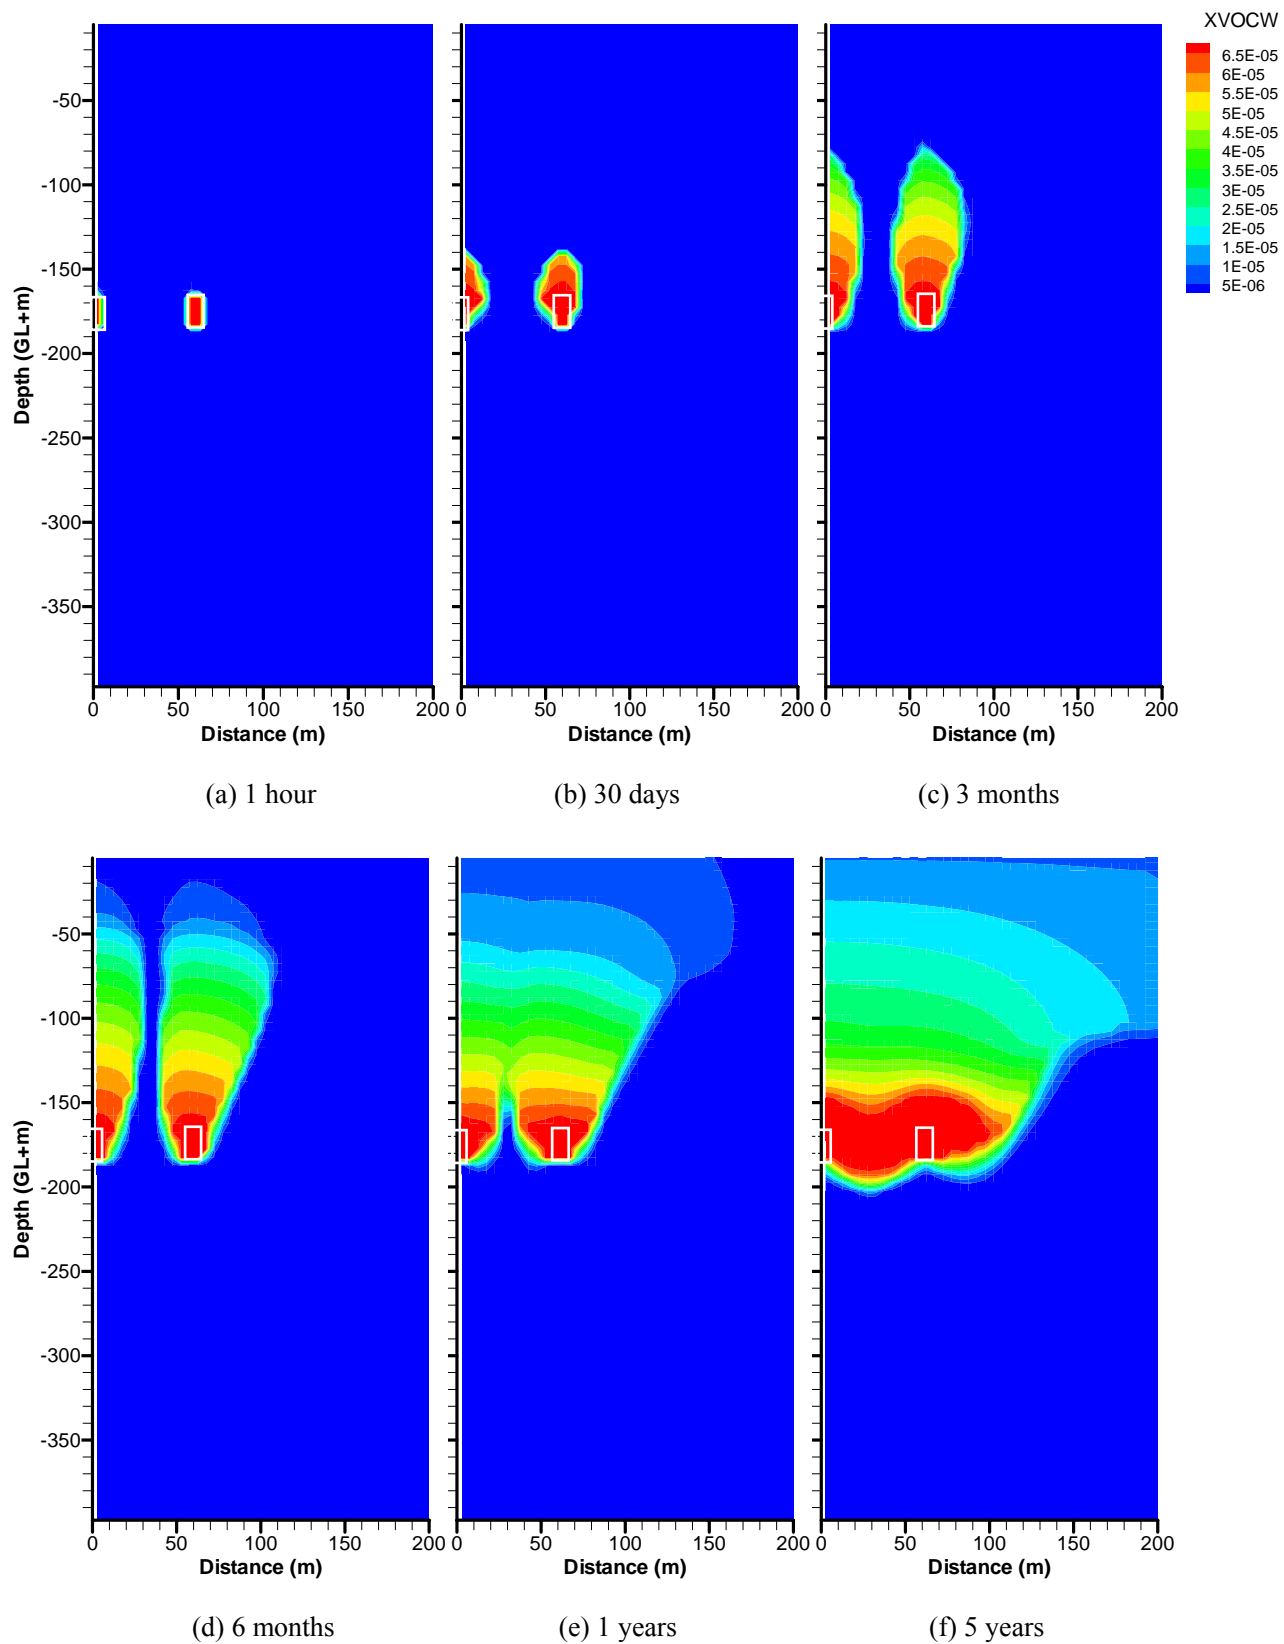 XVOCW
6.5E-05
6E-05
5.5E-05
5E-05
4.5E-05
4E-05
3.5E-05
3E-05
2.5E-05
2E-05
1.5E-05
1E-05
5E-06
Depth (GL+m)
-50
-100
-150
-200
-250
-300
-350
0 50 100 150 200
0 50 100 150 200
0 50 100 150 200
Distance (m) Distance (m) Distance (m)
(a) 1 hour (b) 30 days (c) 3 months
Depth (GL+m)
-50
-100
-150
-200
-250
-300
-350
0 50 100 150 200
0 50 100 150 200
0 50 100 150 200
Distance (m) Distance (m) Distance (m)
(d) 6 months (e) 1 years (f) 5 years